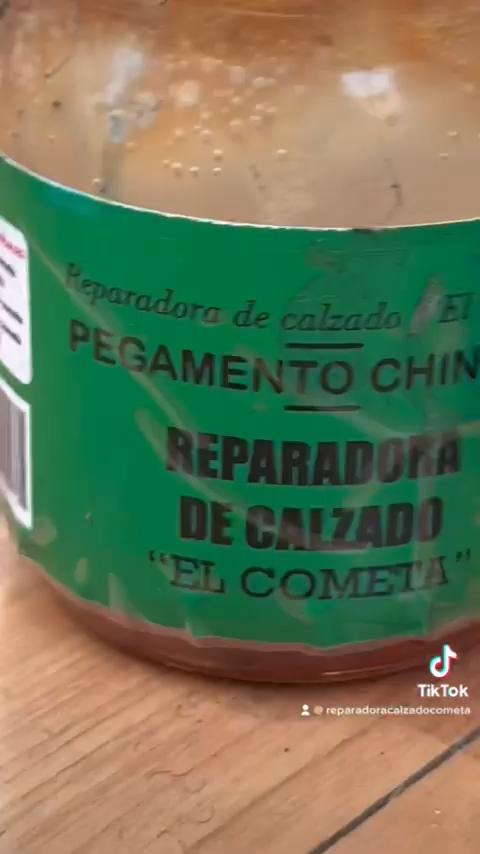 Reparadora de calzado El
PEGAMENTO CHIN
REPARADORA
DE CALZADO
"EL COMETA"
TikTok
@reparadoracalzadocometa